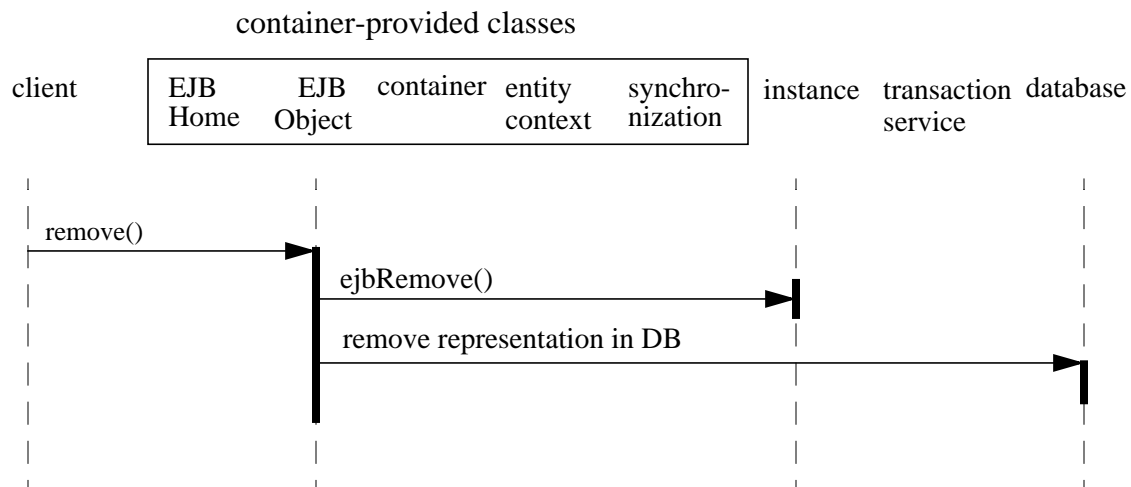 container-provided classes
client
EJB
Home
EJB
Object
container
entity
context
synchro-
nization
instance
transaction
service
database
remove()
ejbRemove()
remove representation in DB